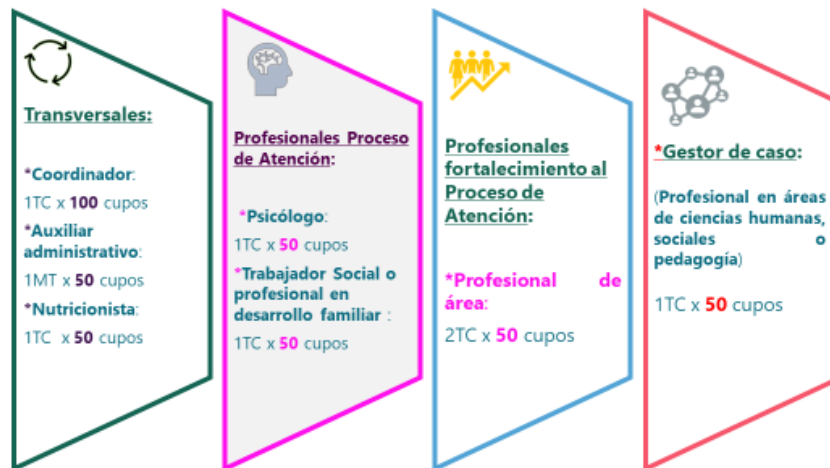 Transversales:
*Coordinador:
1TC x 100 cupos
*Auxiliar
administrativo:
1MT x 50 cupos
*Nutricionista:
1TC x 50 cupos
Profesionales Proceso
de Atención:
*Psicólogo:
1TC x 50 cupos
*Trabajador Social o
profesional en
desarrollo familiar :
1TC x 50 cupos
Profesionales
fortalecimiento al
Proceso de
Atención:
*Profesional de
área:
2TC x 50 cupos
*Gestor de caso:
(Profesional en áreas
de ciencias humanas,
sociales o
pedagogía)
1TC x 50 cupos